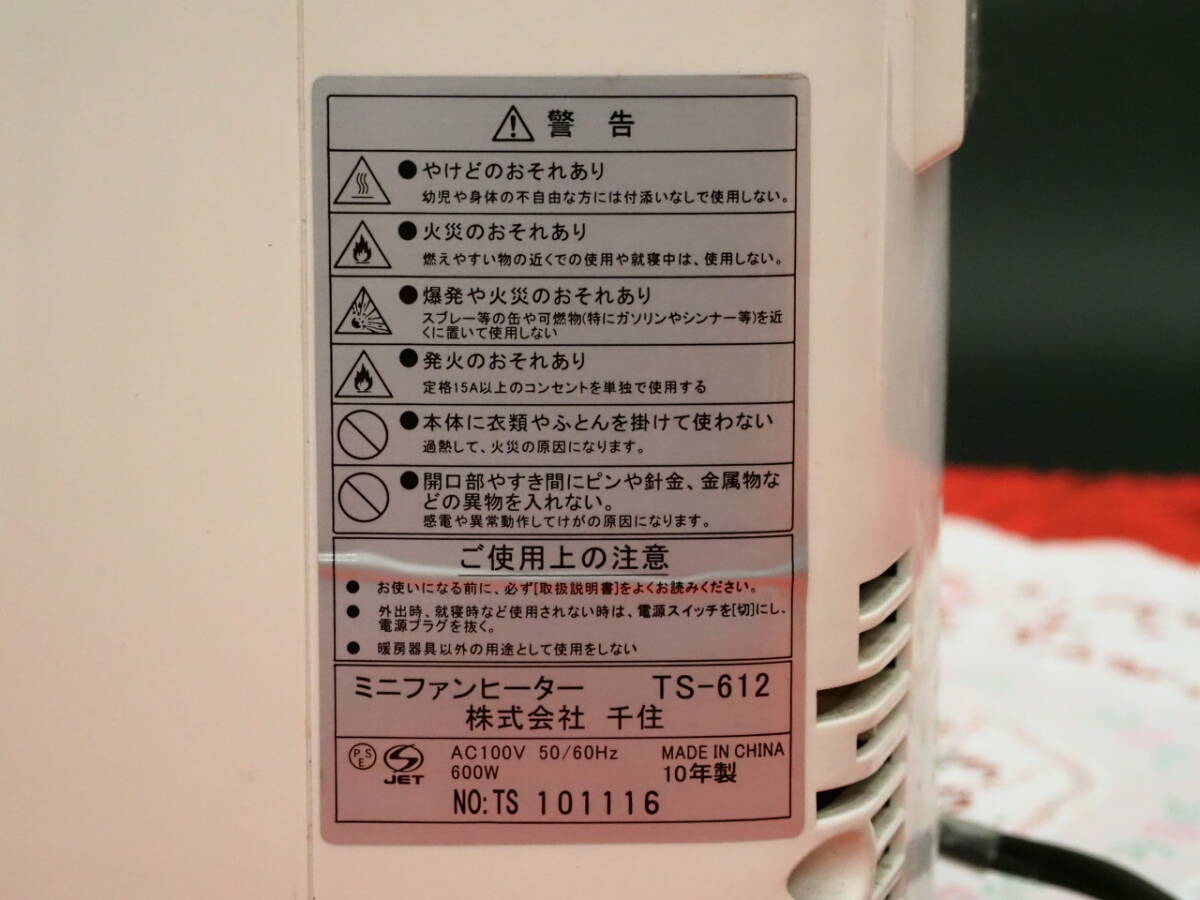 警 告
●やけどのおそれあり
幼児や身体の不自由な方には付添いなしで使用しない。
●火災のおそれあり
燃えやすい物の近くでの使用や就寝中は、使用しない。
●爆発や火災のおそれあり
スプレー等の缶や可燃物(特にガソリンやシンナー等)を近
くに置いて使用しない
●発火のおそれあり
定格15A以上のコンセントを単独で使用する
●本体に衣類やふとんを掛けて使わない
過熱して、火災の原因になります。
●開口部やすき間にピンや針金、金属物な
どの異物を入れない。
感電や異常動作してけがの原因になります。
ご使用上の注意
● お使いになる前に、必ず[取扱説明書]をよくお読みください。
● 外出時、就寝時など使用されない時は、電源スイッチを[切]にし、
電源プラグを抜く。
● 暖房器具以外の用途として使用をしない
ミニファンヒーター TS-612
株式会社 千住
PSE JET AC100V 50/60Hz MADE IN CHINA
600W 10年製
NO:TS 101116